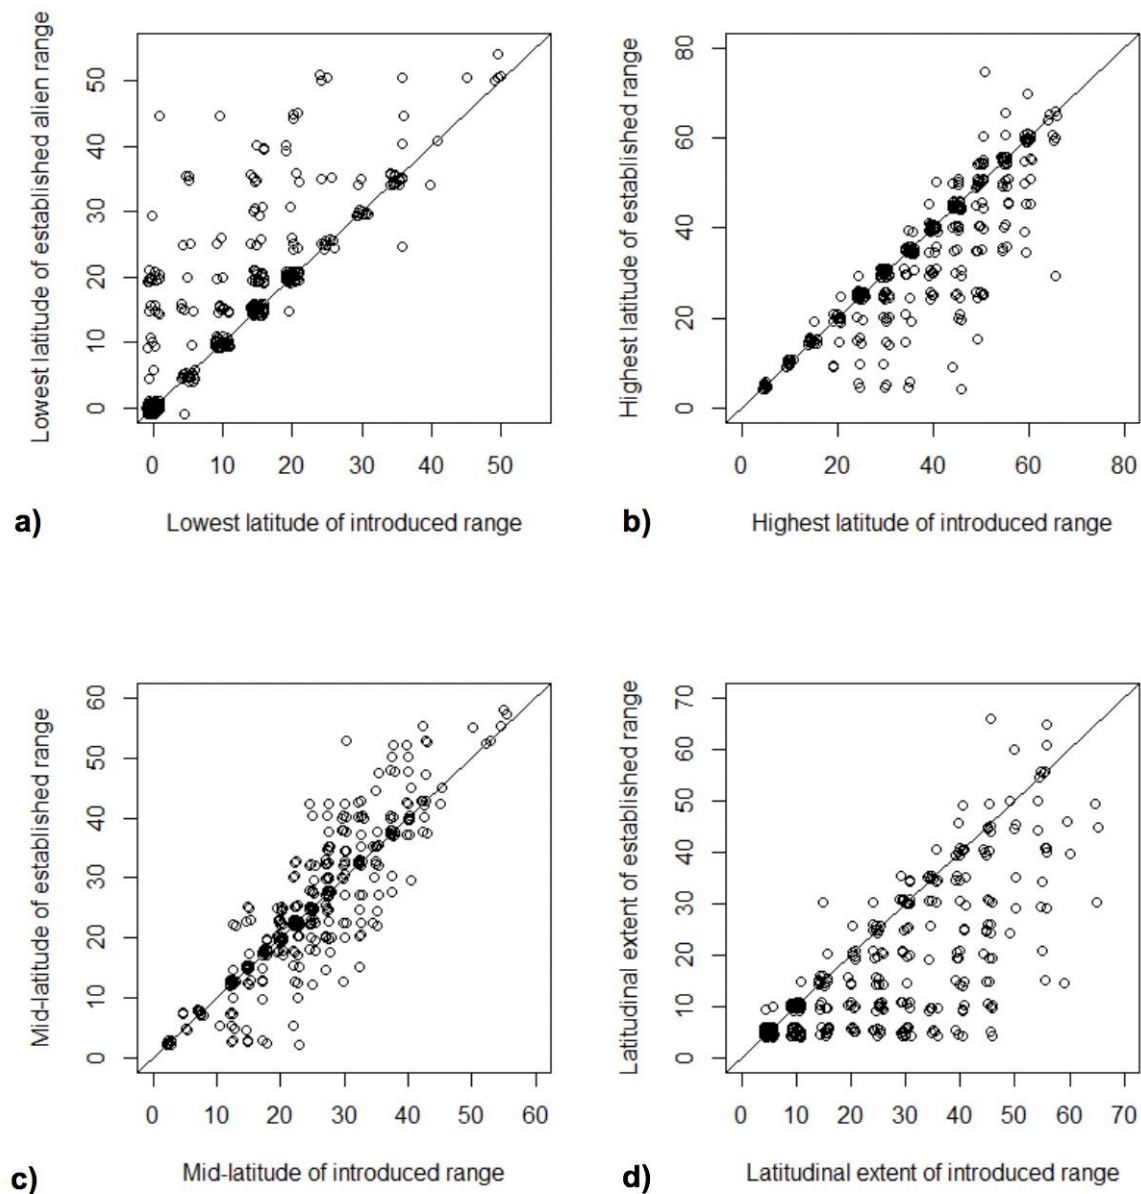 Lowest latitude of established alien range
50
40
30
20
10
0
0 10 20 30 40 50
a) Lowest latitude of introduced range
Highest latitude of established range
80
60
40
20
0
0 20 40 60 80
b) Highest latitude of introduced range
Mid-latitude of established range
60
50
40
30
20
10
0
0 10 20 30 40 50 60
c) Mid-latitude of introduced range
Latitudinal extent of established range
70
60
50
40
30
20
10
0
0 10 20 30 40 50 60 70
d) Latitudinal extent of introduced range